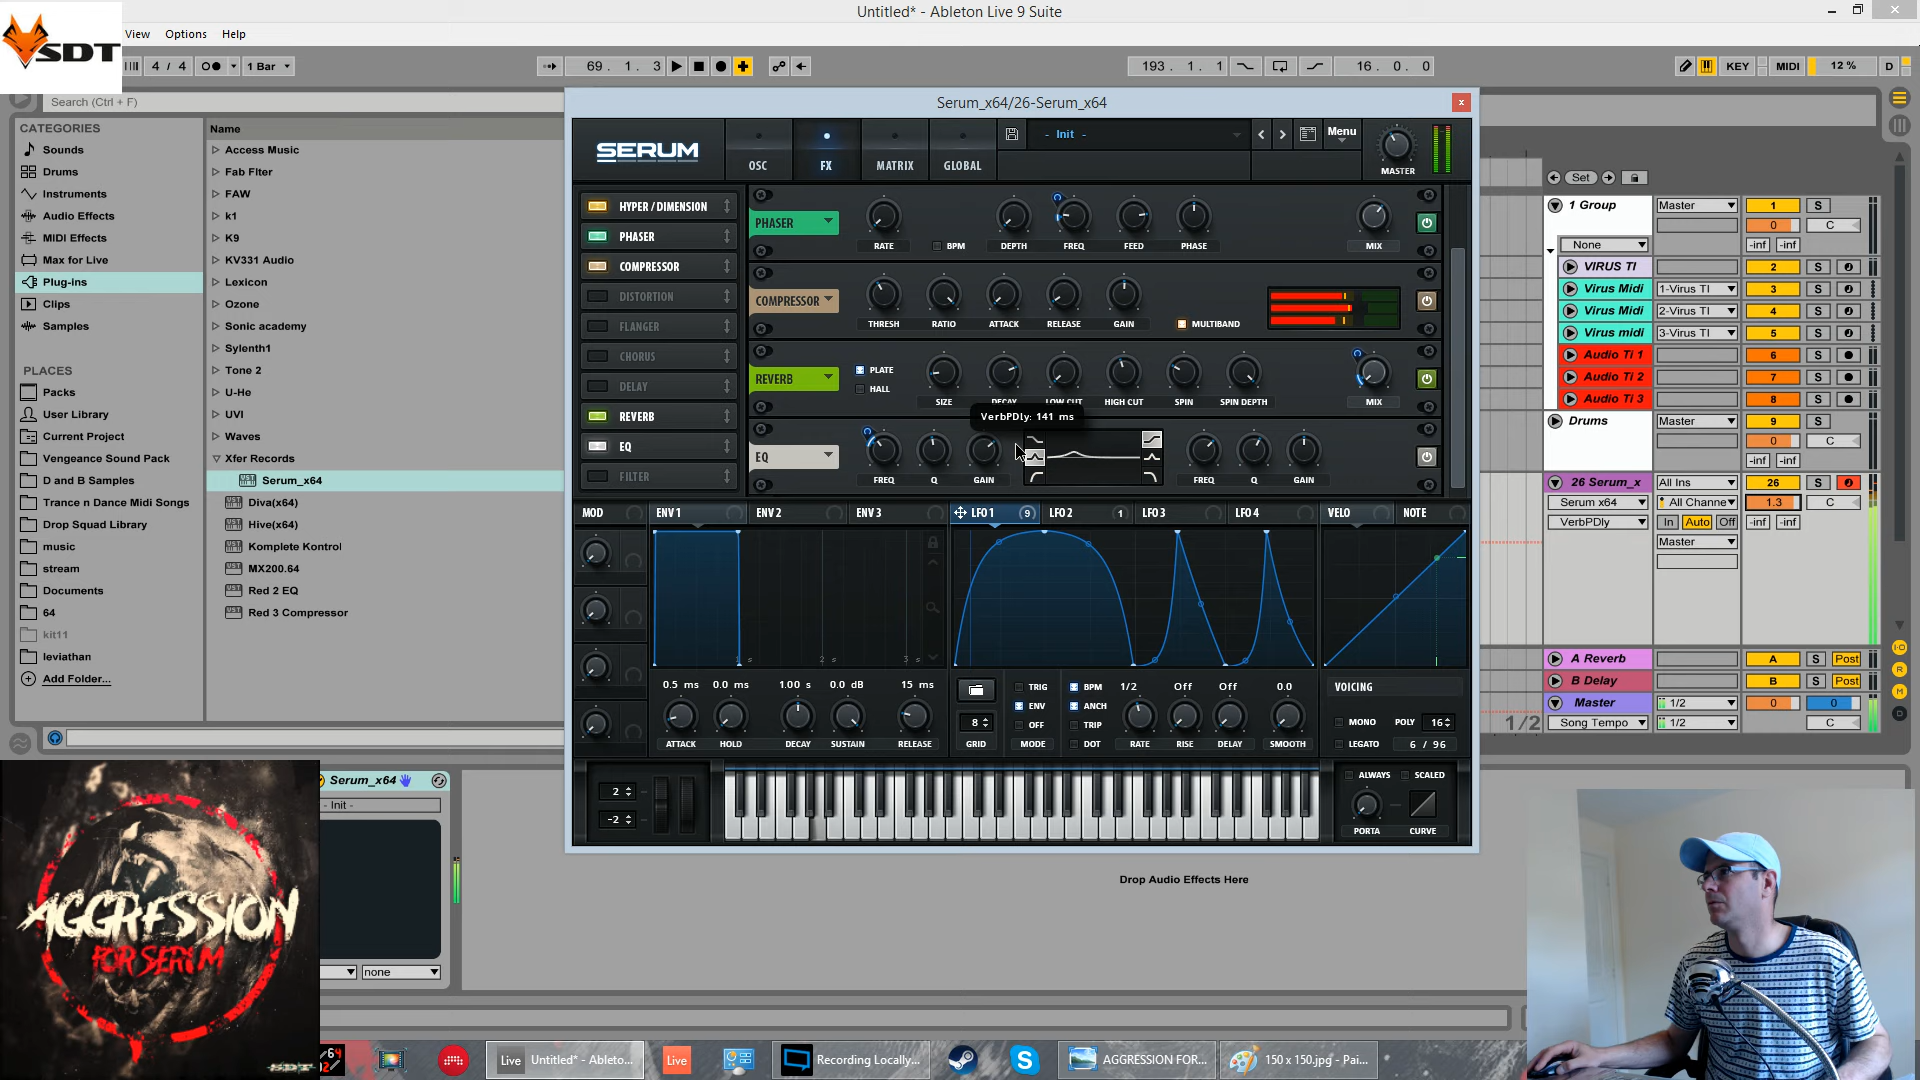 Untitled* - Ableton Live 9 Suite
SDT
View Options Help
4 / 4 1 Bar
69. 1. 3
193. 1. 1
16. 0. 0
KEY MIDI 12 % D
Search (Ctrl + F)
CATEGORIES
Sounds
Drums
Instruments
Audio Effects
MIDI Effects
Max for Live
Plug-ins
Clips
Samples
PLACES
Packs
User Library
Current Project
Vengeance Sound Pack
D and B Samples
Trance n Dance Midi Songs
Drop Squad Library
music
stream
Documents
64
kit11
leviathan
Add Folder...
Name
Access Music
Fab Flter
FAW
k1
K9
KV331 Audio
Lexicon
Ozone
Sonic academy
Sylenth1
Tone 2
U-He
UVI
Waves
Xfer Records
Serum_x64
Diva(x64)
Hive(x64)
Komplete Kontrol
MX200.64
Red 2 EQ
Red 3 Compressor
Serum_x64/26-Serum_x64
x
SERUM
OSC FX MATRIX GLOBAL
- Init -
Menu
MASTER
HYPER / DIMENSION
PHASER
COMPRESSOR
DISTORTION
FLANGER
CHORUS
DELAY
REVERB
EQ
FILTER
PHASER
RATE BPM DEPTH FREQ FEED PHASE MIX
COMPRESSOR
THRESH RATIO ATTACK RELEASE GAIN MULTIBAND
REVERB
PLATE
HALL
SIZE DECAY LOW CUT HIGH CUT SPIN SPIN DEPTH MIX
VerbPDly: 141 ms
EQ
FREQ Q GAIN FREQ Q GAIN
MOD ENV 1 ENV 2 ENV 3 LFO 1 9 LFO 2 1 LFO 3 LFO 4 VELO NOTE
1 s 2 s 3 s
0.5 ms 0.0 ms 1.00 s 0.0 dB 15 ms
ATTACK HOLD DECAY SUSTAIN RELEASE
8
GRID
TRIG
ENV
OFF
MODE
BPM
ANCH
TRIP
DOT
1/2 Off Off 0.0
RATE RISE DELAY SMOOTH
VOICING
MONO POLY 16
LEGATO 6 / 96
2
-2
ALWAYS SCALED
PORTA CURVE
Set
1 Group Master 1 S
0 C
None -inf -inf
VIRUS TI 2 S
Virus Midi 1-Virus TI 3 S
Virus Midi 2-Virus TI 4 S
Virus midi 3-Virus TI 5 S
Audio Ti 1 6 S
Audio Ti 2 7 S
Audio Ti 3 8 S
Drums Master 9 S
0 C
-inf -inf
26 Serum_x All Ins 26 S
Serum x64 All Channe 1.3 C
VerbPDly In Auto Off -inf -inf
Master
A Reverb A S Post
B Delay B S Post
Master 1/2 0 0
Song Tempo 1/2 C
1/2
Serum_x64
- Init -
none
Drop Audio Effects Here
AGGRESSION
FOR SERUM
SDT
Live Untitled* - Ableto...
Live
Recording Locally...
AGGRESSION FOR...
150 x 150.jpg - Pai...